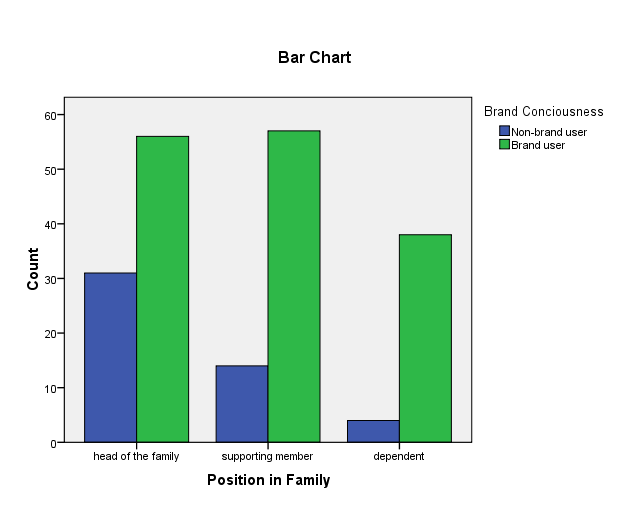 Bar Chart
Brand Conciousness
Non-brand user
Brand user
60
50
40
30
20
10
0
Count
head of the family
supporting member
dependent
Position in Family